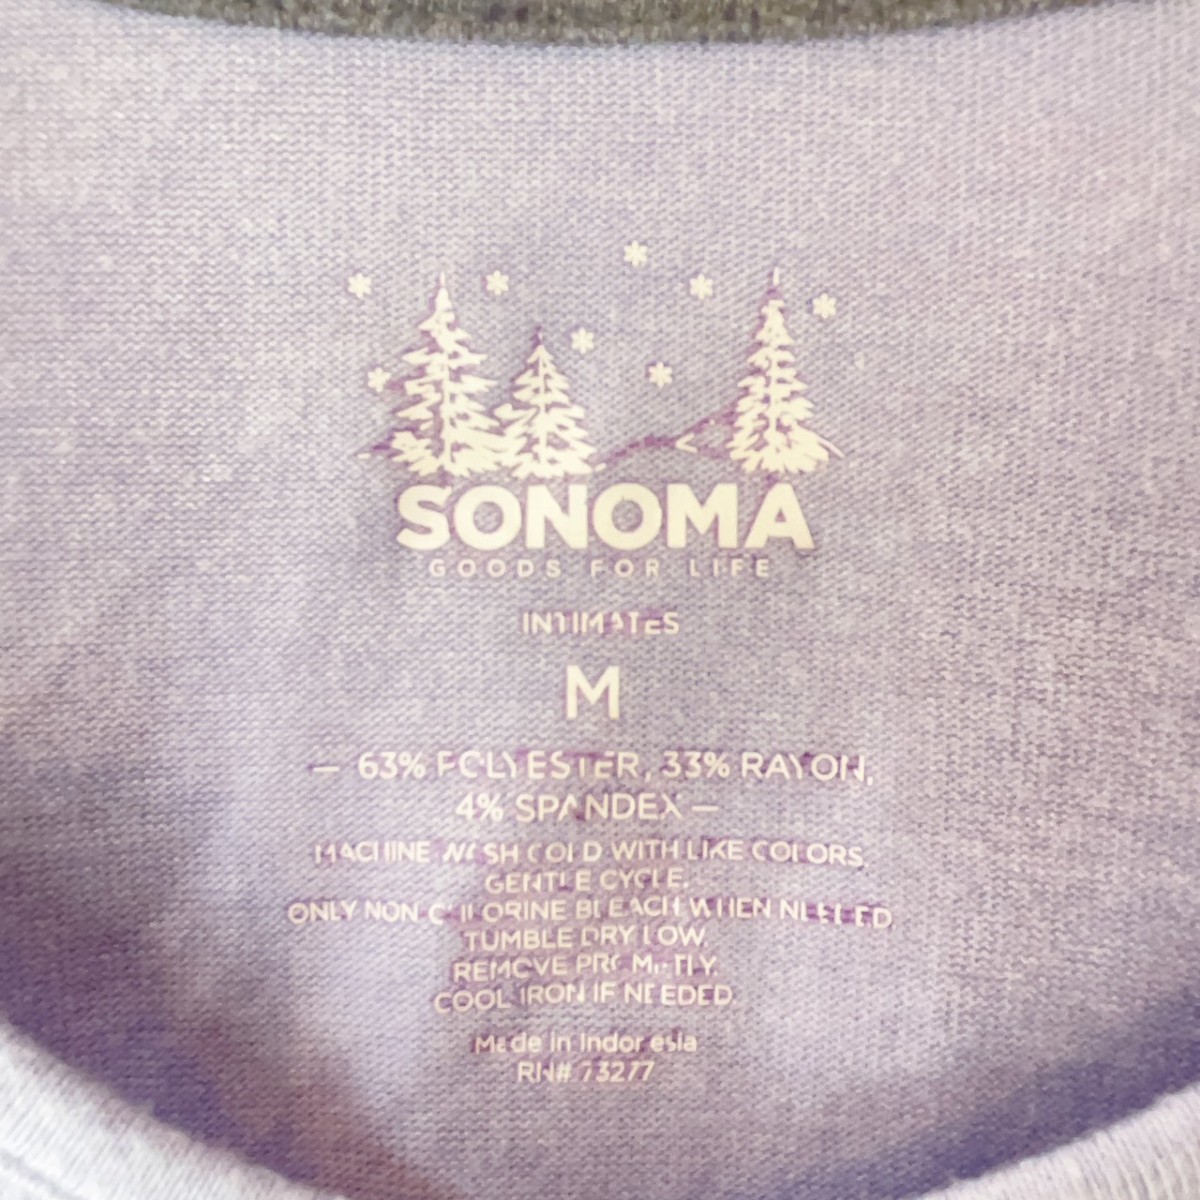 SONOMA
GOODS FOR LIFE
INTIMATES
M
— 63% POLYESTER, 33% RAYON,
4% SPANDEX —
MACHINE WASH COLD WITH LIKE COLORS,
GENTLE CYCLE.
ONLY NON CHLORINE BLEACH WHEN NEEDED.
TUMBLE DRY LOW.
REMOVE PROMPTLY.
COOL IRON IF NEEDED.
Made in Indonesia
RN# 73277